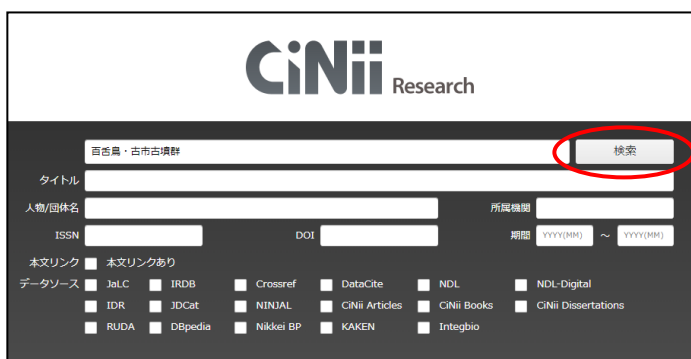 CiNii Research
百舌鳥・古市古墳群 検索
タイトル
人物/団体名 所属機関
ISSN DOI 期間 YYYY(MM) ～ YYYY(MM)
本文リンク 本文リンクあり
データソース JaLC IRDB Crossref DataCite NDL NDL-Digital
IDR JDCat NINJAL CiNii Articles CiNii Books CiNii Dissertations
RUDA DBpedia Nikkei BP KAKEN Integbio